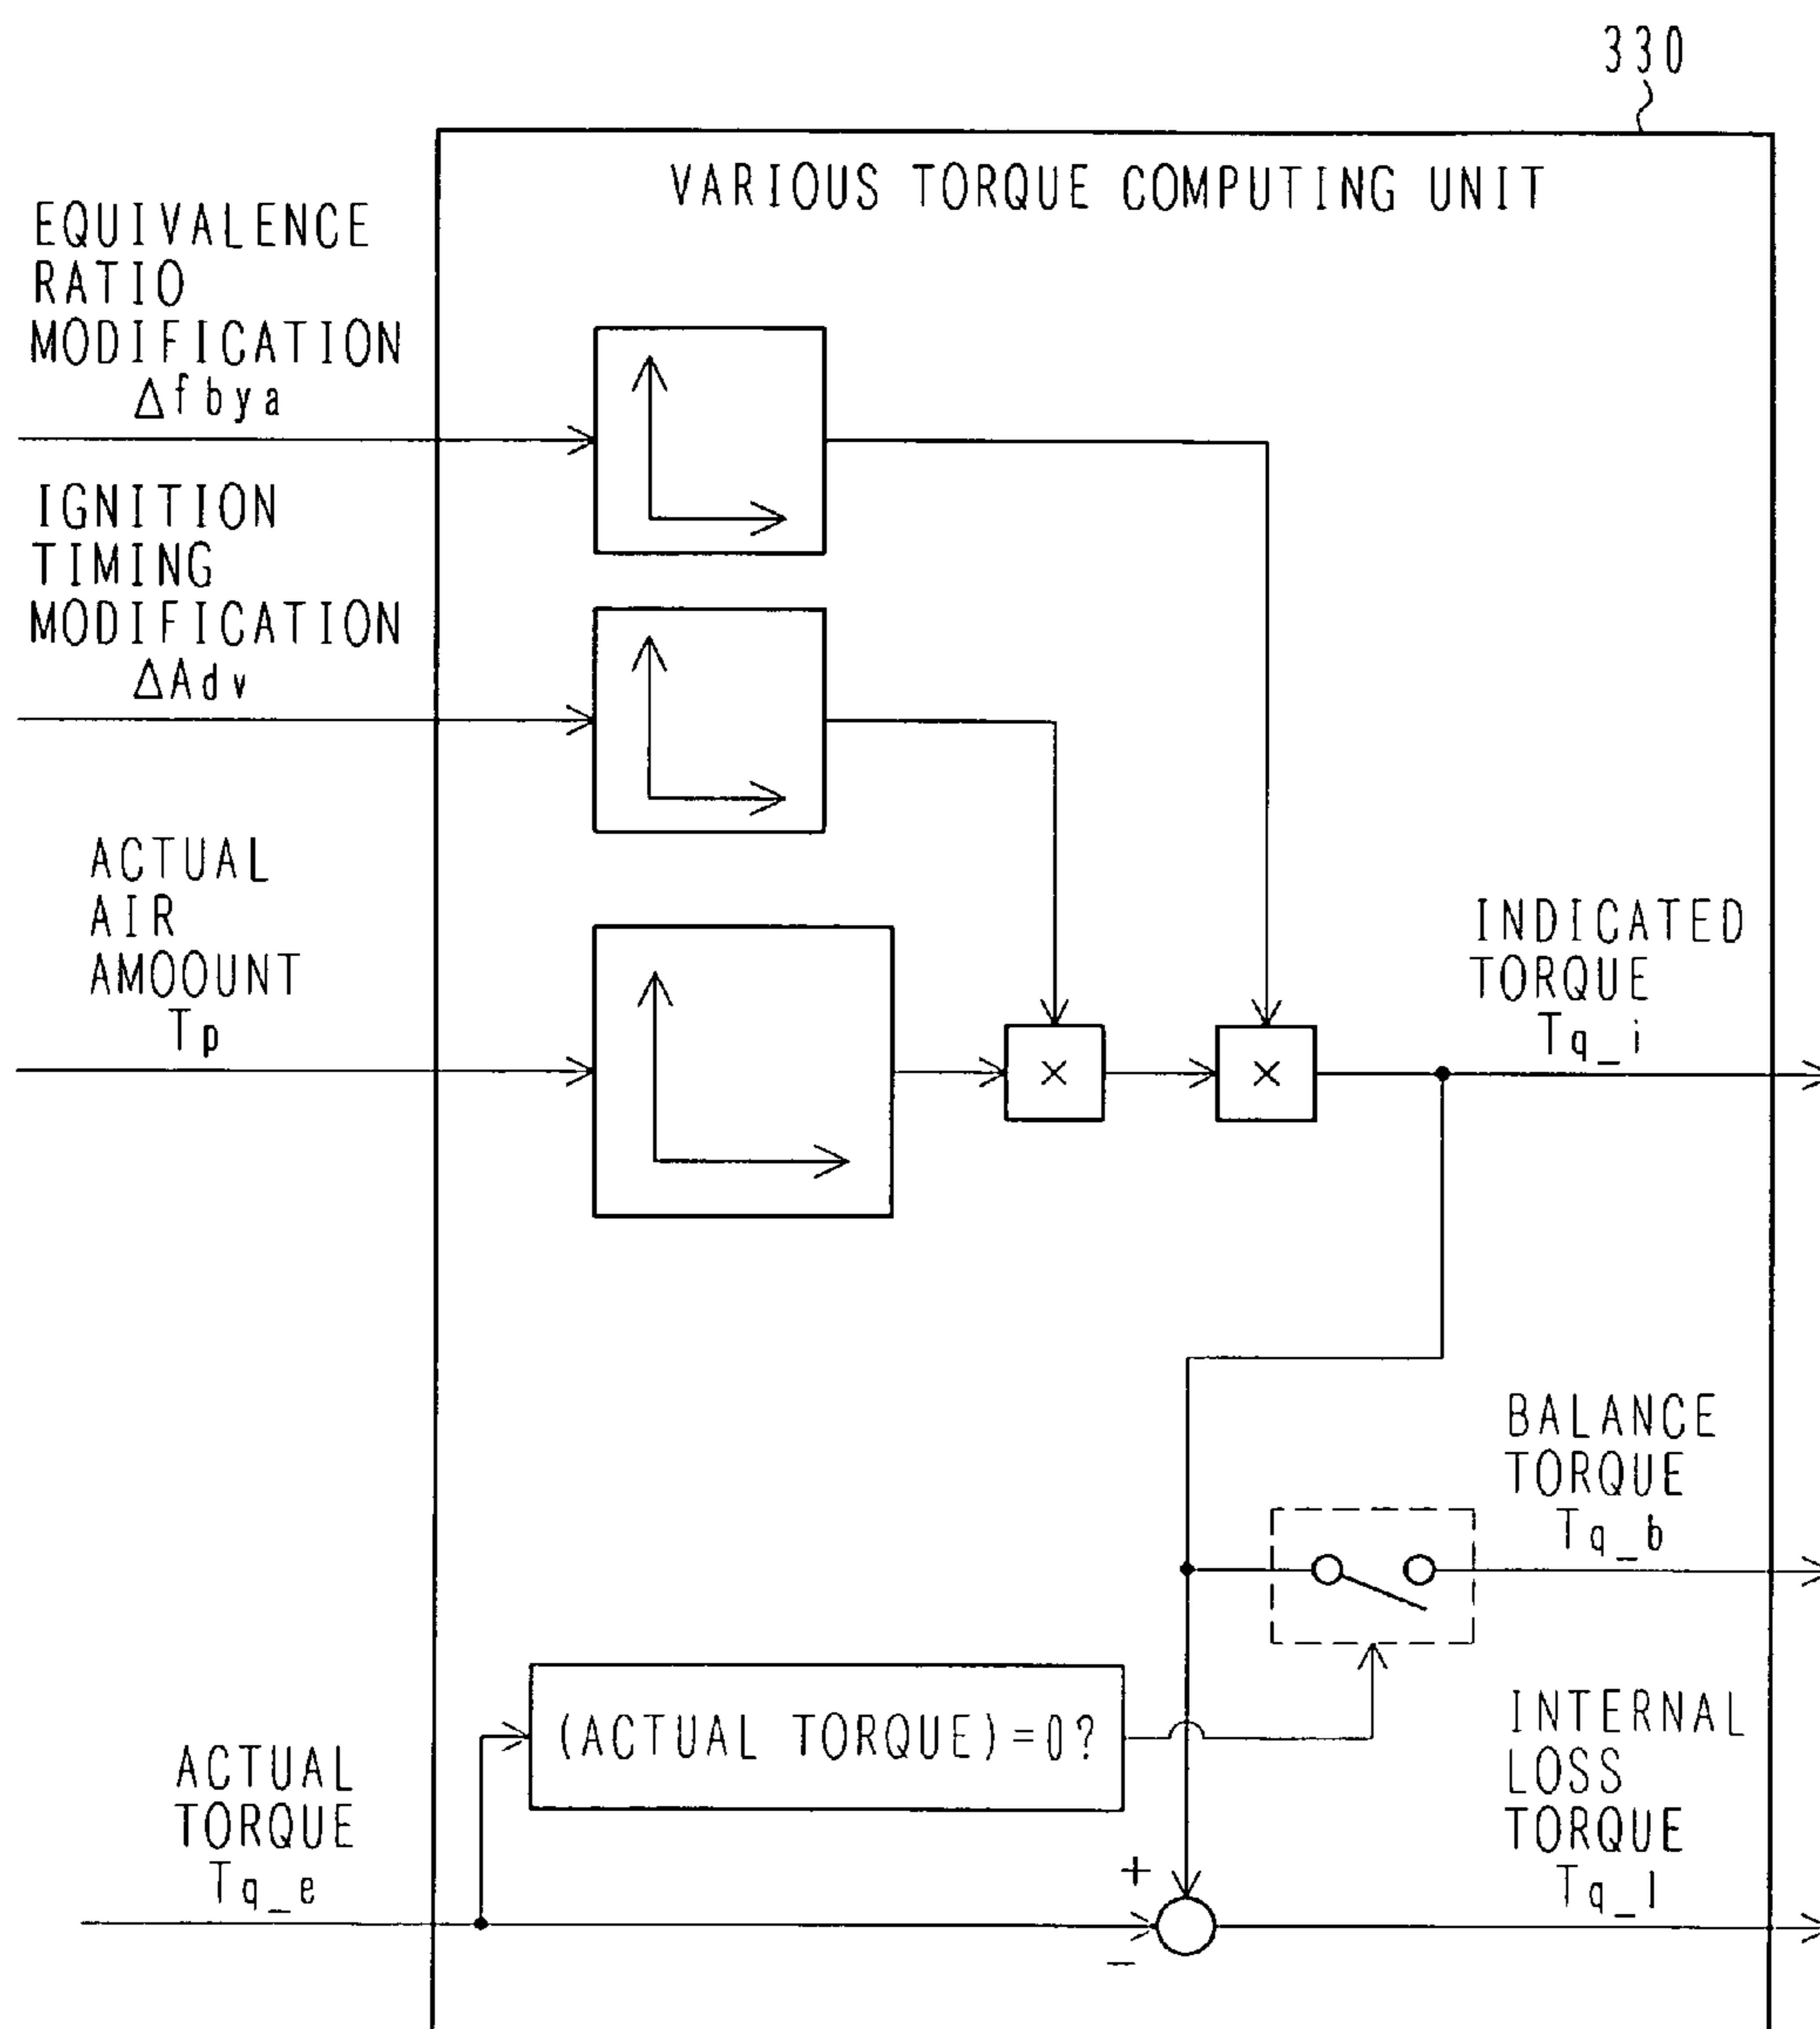 330
VARIOUS TORQUE COMPUTING UNIT
EQUIVALENCE
RATIO
MODIFICATION
Δfbya
IGNITION
TIMING
MODIFICATION
ΔAdv
ACTUAL
AIR
AMOOUNT
Tp
×
×
INDICATED
TORQUE
Tq_i
BALANCE
TORQUE
Tq_b
(ACTUAL TORQUE)=0?
ACTUAL
TORQUE
Tq_e
+
−
INTERNAL
LOSS
TORQUE
Tq_l